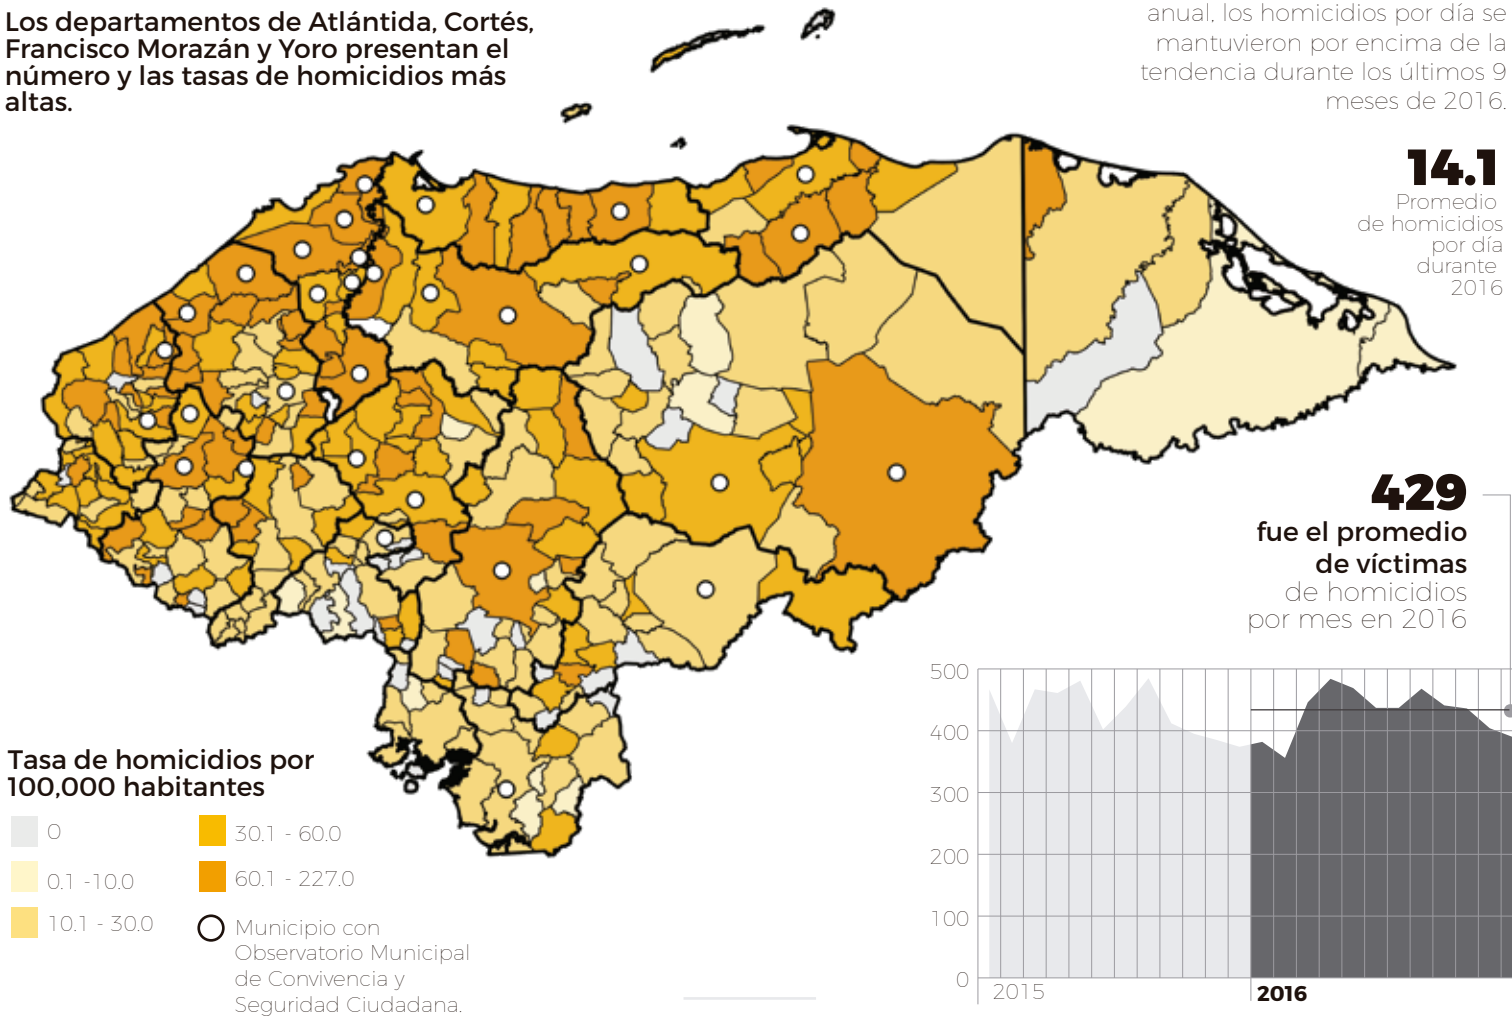 Los departamentos de Atlántida, Cortés,
Francisco Morazán y Yoro presentan el
número y las tasas de homicidios más
altas.
anual, los homicidios por día se
mantuvieron por encima de la
tendencia durante los últimos 9
meses de 2016.
14.1
Promedio
de homicidios
por día
durante
2016
429
fue el promedio
de víctimas
de homicidios
por mes en 2016
500
400
300
200
100
0
2015
2016
Tasa de homicidios por
100,000 habitantes
0
0.1 -10.0
10.1 - 30.0
30.1 - 60.0
60.1 - 227.0
Municipio con
Observatorio Municipal
de Convivencia y
Seguridad Ciudadana.